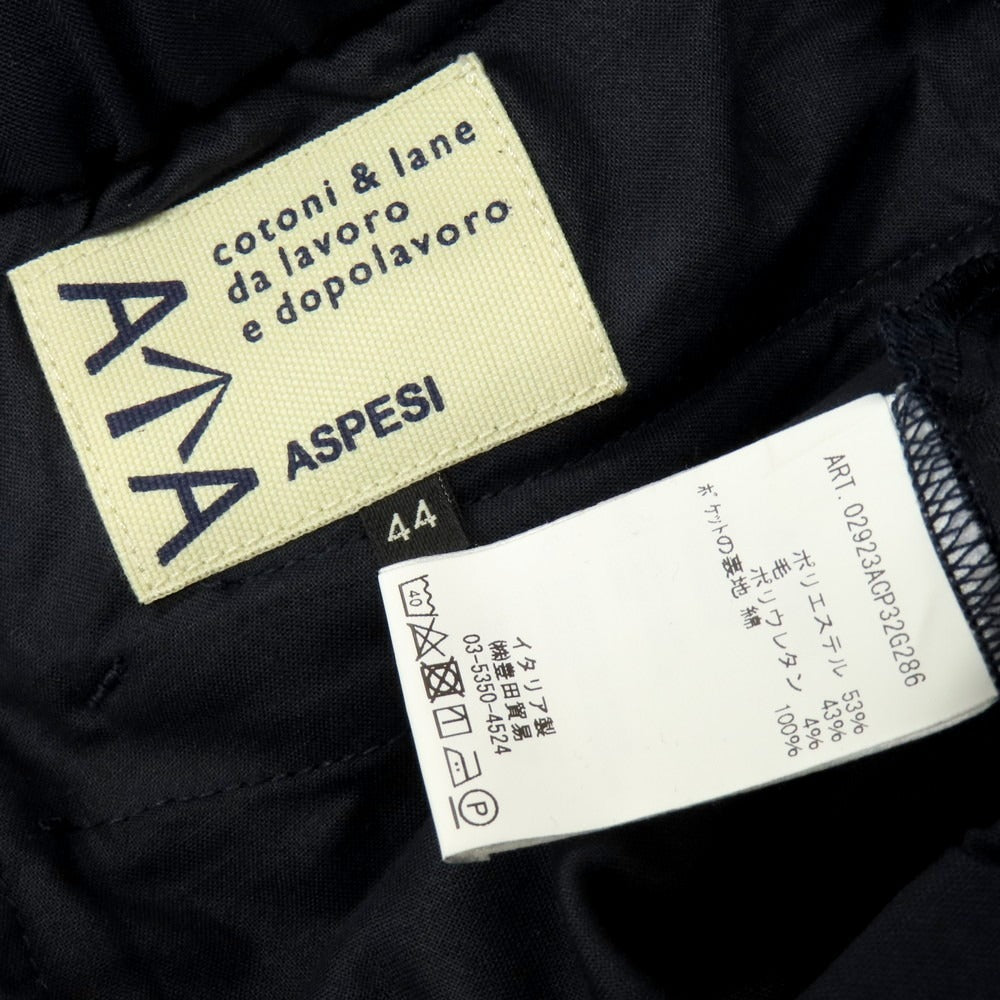 cotoni & lane
da lavoro
e dopolavoro
AΛA
ASPESI
44
ART. 02923ACP32G286
ポリエステル 53%
毛 43%
ポリウレタン 4%
ポケットの裏地 綿 100%
40
P
イタリア製
㈱豊田貿易
03-5350-4524